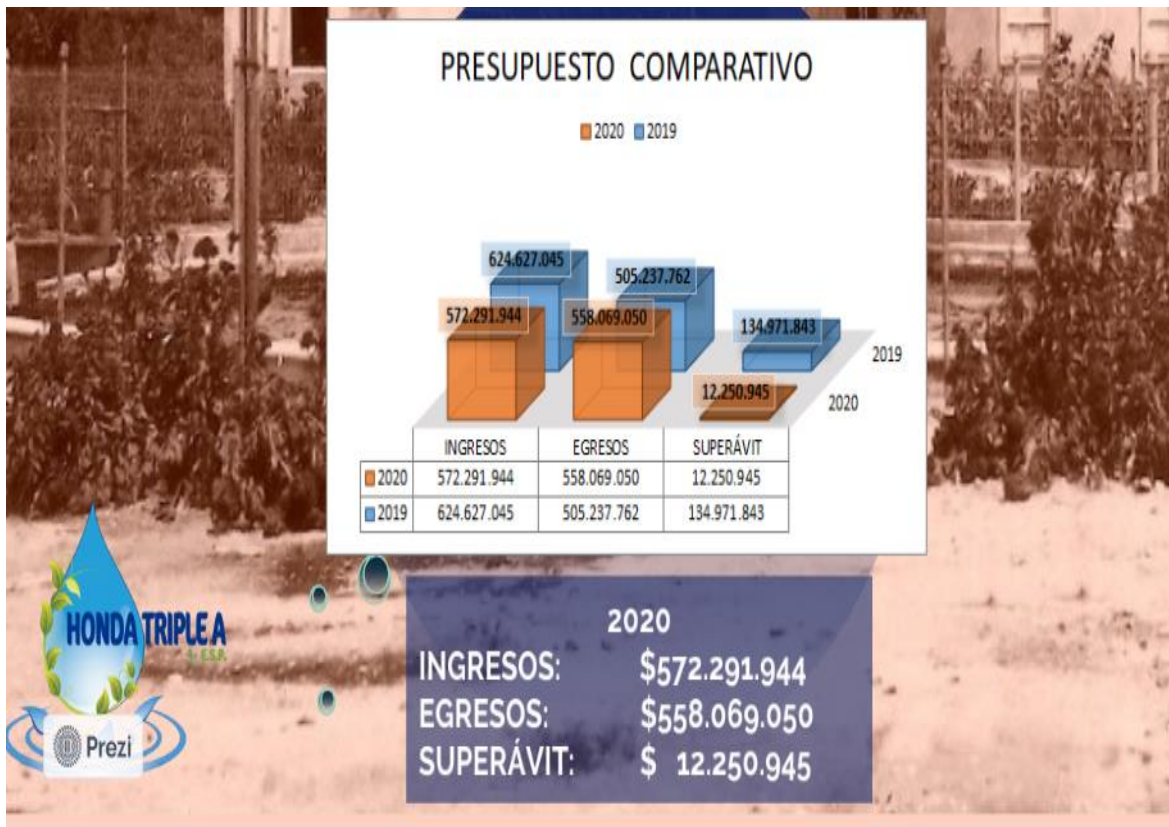 PRESUPUESTO COMPARATIVO
2020 2019
624.627.045
505.237.762
572.291.944
558.069.050
134.971.843
12.250.945
2019
2020
INGRESOS EGRESOS SUPERÁVIT
2020 572.291.944 558.069.050 12.250.945
2019 624.627.045 505.237.762 134.971.843
HONDA TRIPLE A
E.S.P.
Prezi
2020
INGRESOS: $572.291.944
EGRESOS: $558.069.050
SUPERÁVIT: $ 12.250.945